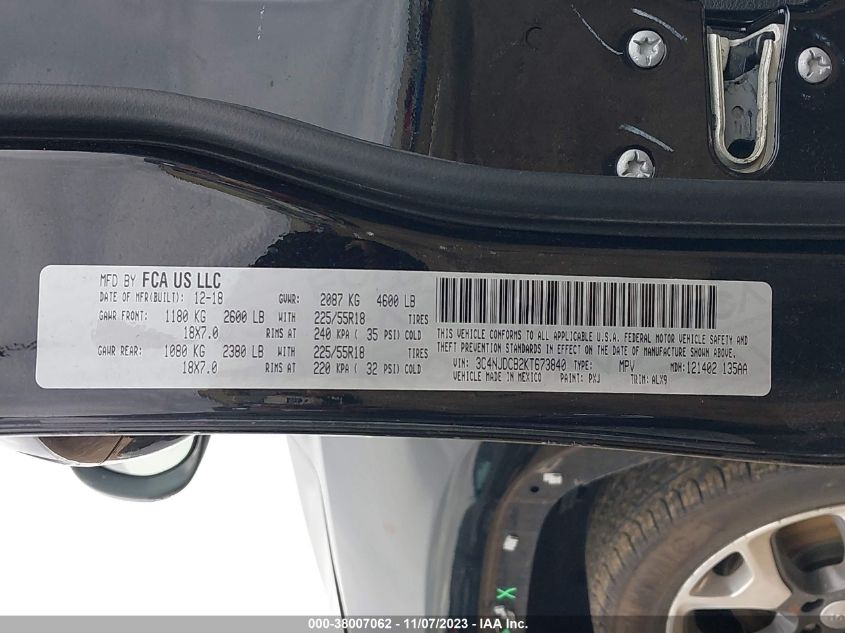 MFD BY FCA US LLC
DATE OF MFR(BUILT): 12-18 GVWR: 2087 KG 4600 LB
GAWR FRONT: 1180 KG 2600 LB WITH 225/55R18 TIRES
18X7.0 RIMS AT 240 KPA ( 35 PSI) COLD
GAWR REAR: 1080 KG 2380 LB WITH 225/55R18 TIRES
18X7.0 RIMS AT 220 KPA ( 32 PSI) COLD
THIS VEHICLE CONFORMS TO ALL APPLICABLE U.S.A. FEDERAL MOTOR VEHICLE SAFETY AND
THEFT PREVENTION STANDARDS IN EFFECT ON THE DATE OF MANUFACTURE SHOWN ABOVE.
VIN: 3C4NJDCB2KT673840 TYPE: MPV MDH: 121402 135AA
VEHICLE MADE IN MEXICO PAINT: PXJ TRIM: ALX9
000-38007062 - 11/07/2023 - IAA Inc.